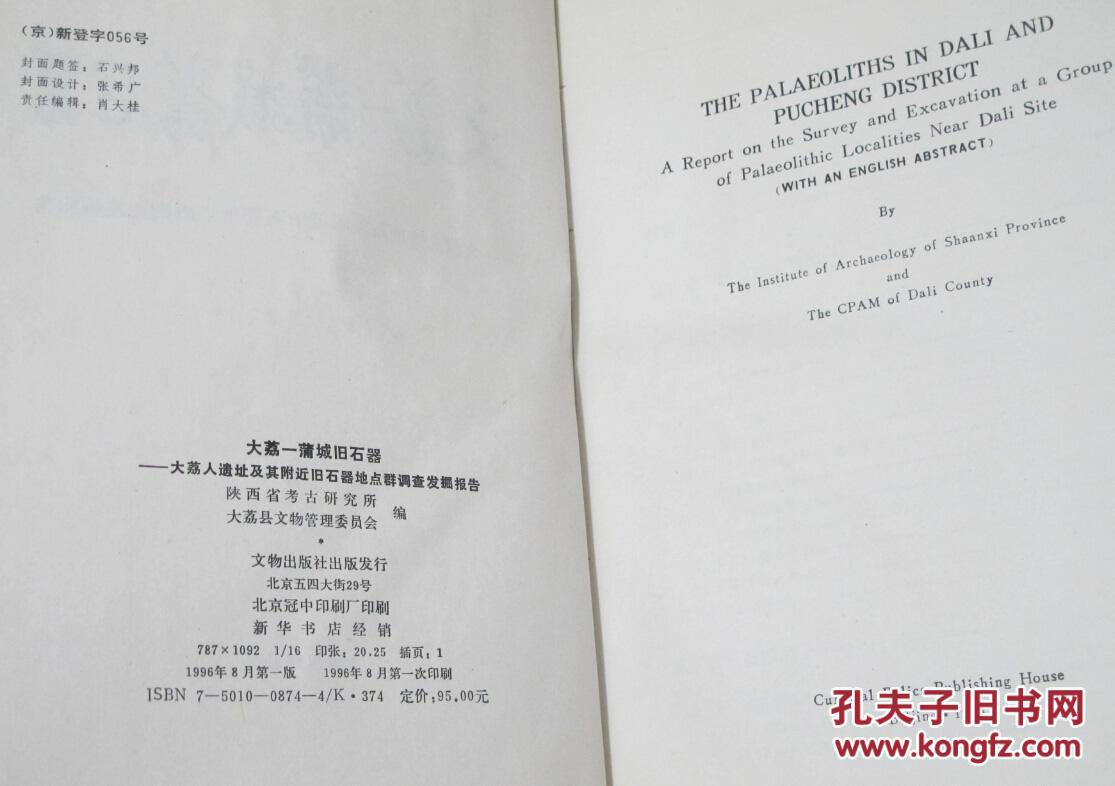 (京)新登字056号
封面题签：石兴邦
封面设计：张希广
责任编辑：肖大桂
大荔—蒲城旧石器
——大荔人遗址及其附近旧石器地点群调查发掘报告
陕西省考古研究所
大荔县文物管理委员会
编
*
文物出版社出版发行
北京五四大街29号
北京冠中印刷厂印刷
新华书店经销
787×1092 1/16 印张：20.25 插页：1
1996年8月第一版 1996年8月第一次印刷
ISBN 7—5010—0874—4/K·374 定价：95.00元
THE PALAEOLITHS IN DALI AND
PUCHENG DISTRICT
A Report on the Survey and Excavation at a Group
of Palaeolithic Localities Near Dali Site
(WITH AN ENGLISH ABSTRACT)
By
The Institute of Archaeology of Shaanxi Province
and
The CPAM of Dali County
Publishing House
孔夫子旧书网
www.kongfz.com